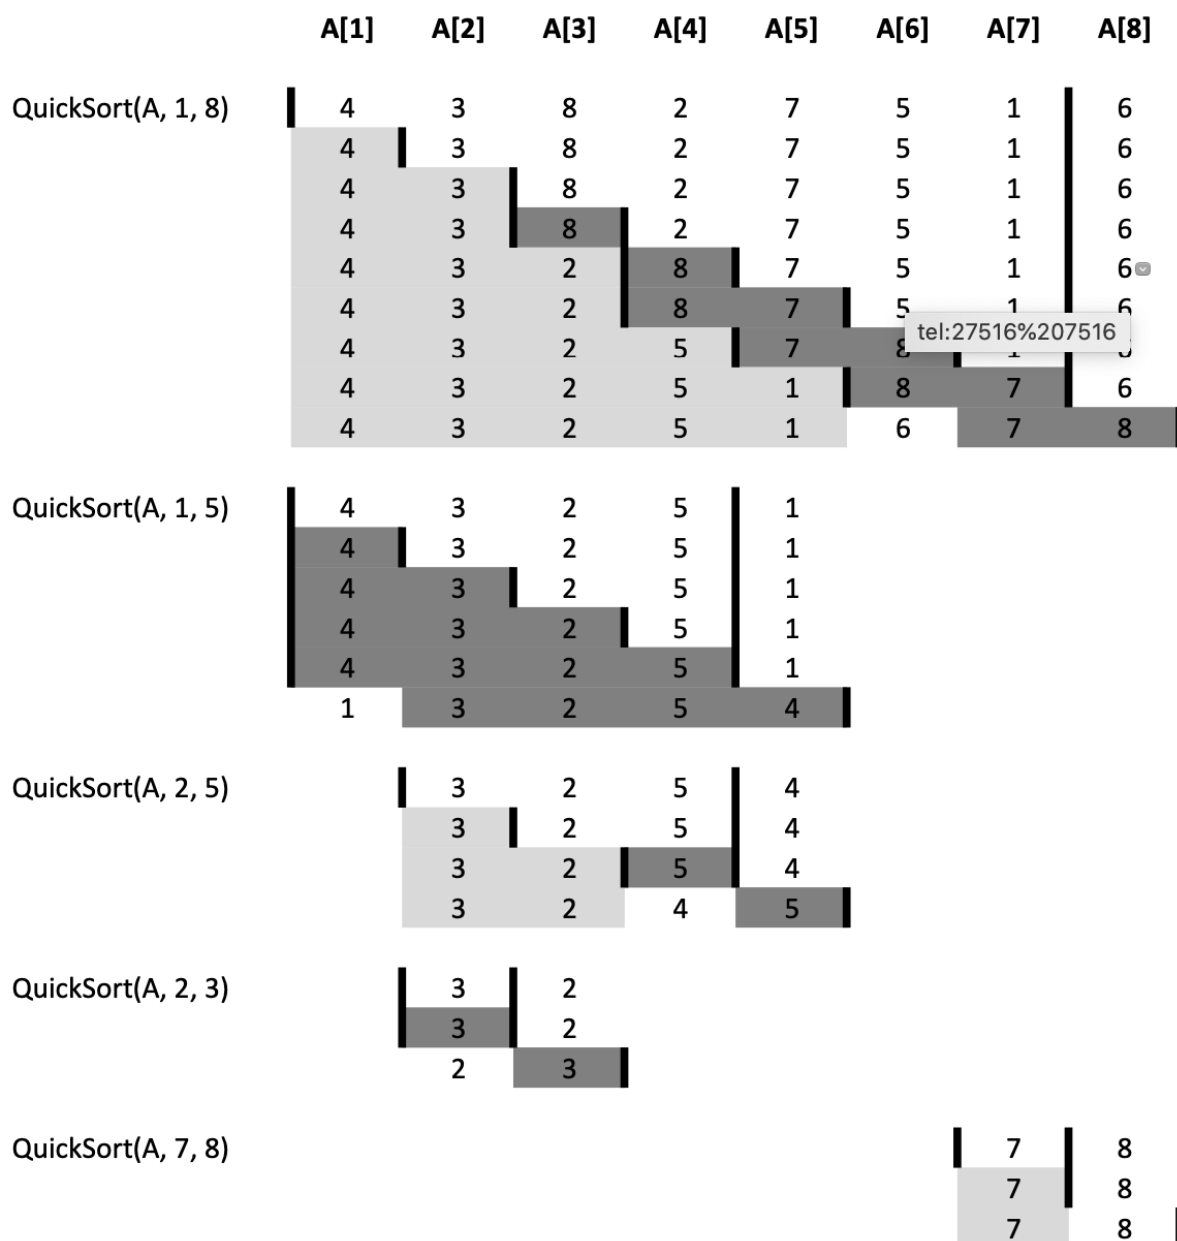 A[1] A[2] A[3] A[4] A[5] A[6] A[7] A[8]
QuickSort(A, 1, 8) 4 3 8 2 7 5 1 6
4 3 8 2 7 5 1 6
4 3 8 2 7 5 1 6
4 3 8 2 7 5 1 6
4 3 2 8 7 5 1 6
4 3 2 8 7 5 1 6
tel:27516%207516
4 3 2 5 7 8 1 6
4 3 2 5 1 8 7 6
4 3 2 5 1 6 7 8
QuickSort(A, 1, 5) 4 3 2 5 1
4 3 2 5 1
4 3 2 5 1
4 3 2 5 1
4 3 2 5 1
1 3 2 5 4
QuickSort(A, 2, 5) 3 2 5 4
3 2 5 4
3 2 5 4
3 2 4 5
QuickSort(A, 2, 3) 3 2
3 2
2 3
QuickSort(A, 7, 8) 7 8
7 8
7 8